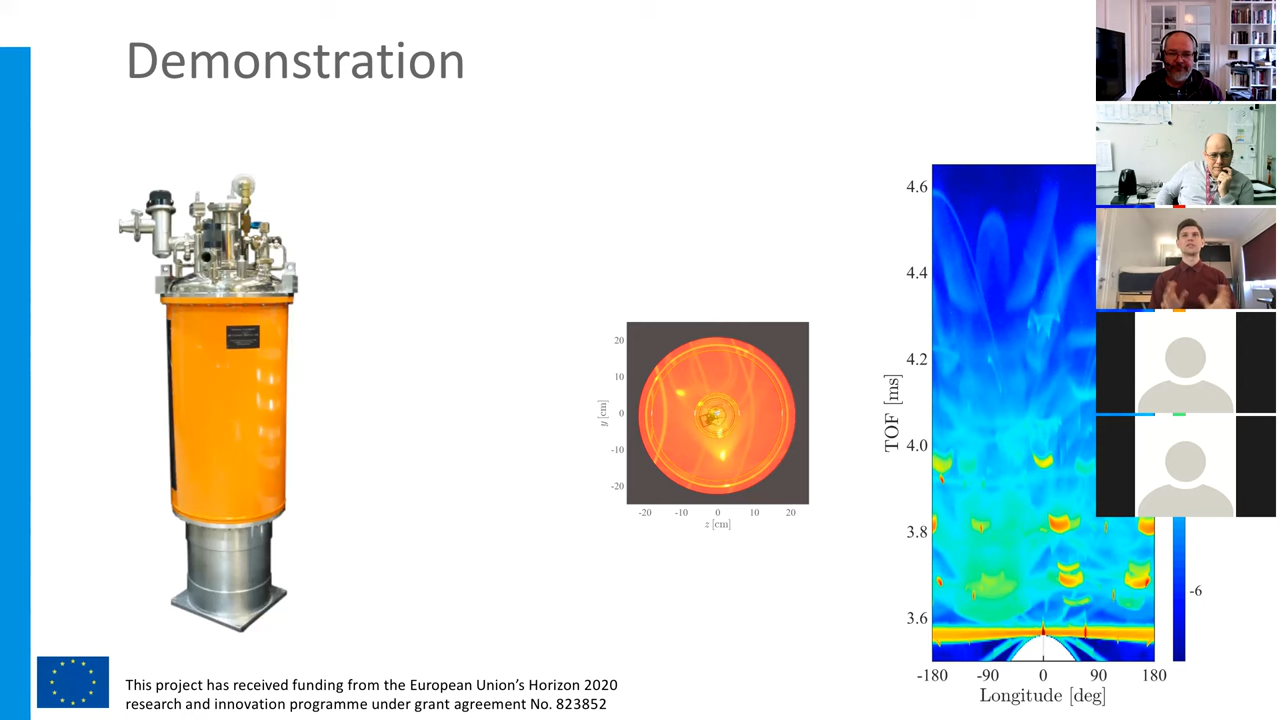 Demonstration
20
10
0
-10
-20
y [cm]
-20 -10 0 10 20
z [cm]
4.6
4.4
4.2
4.0
3.8
3.6
TOF [ms]
-180 -90 0 90 180
Longitude [deg]
-6
This project has received funding from the European Union's Horizon 2020
research and innovation programme under grant agreement No. 823852